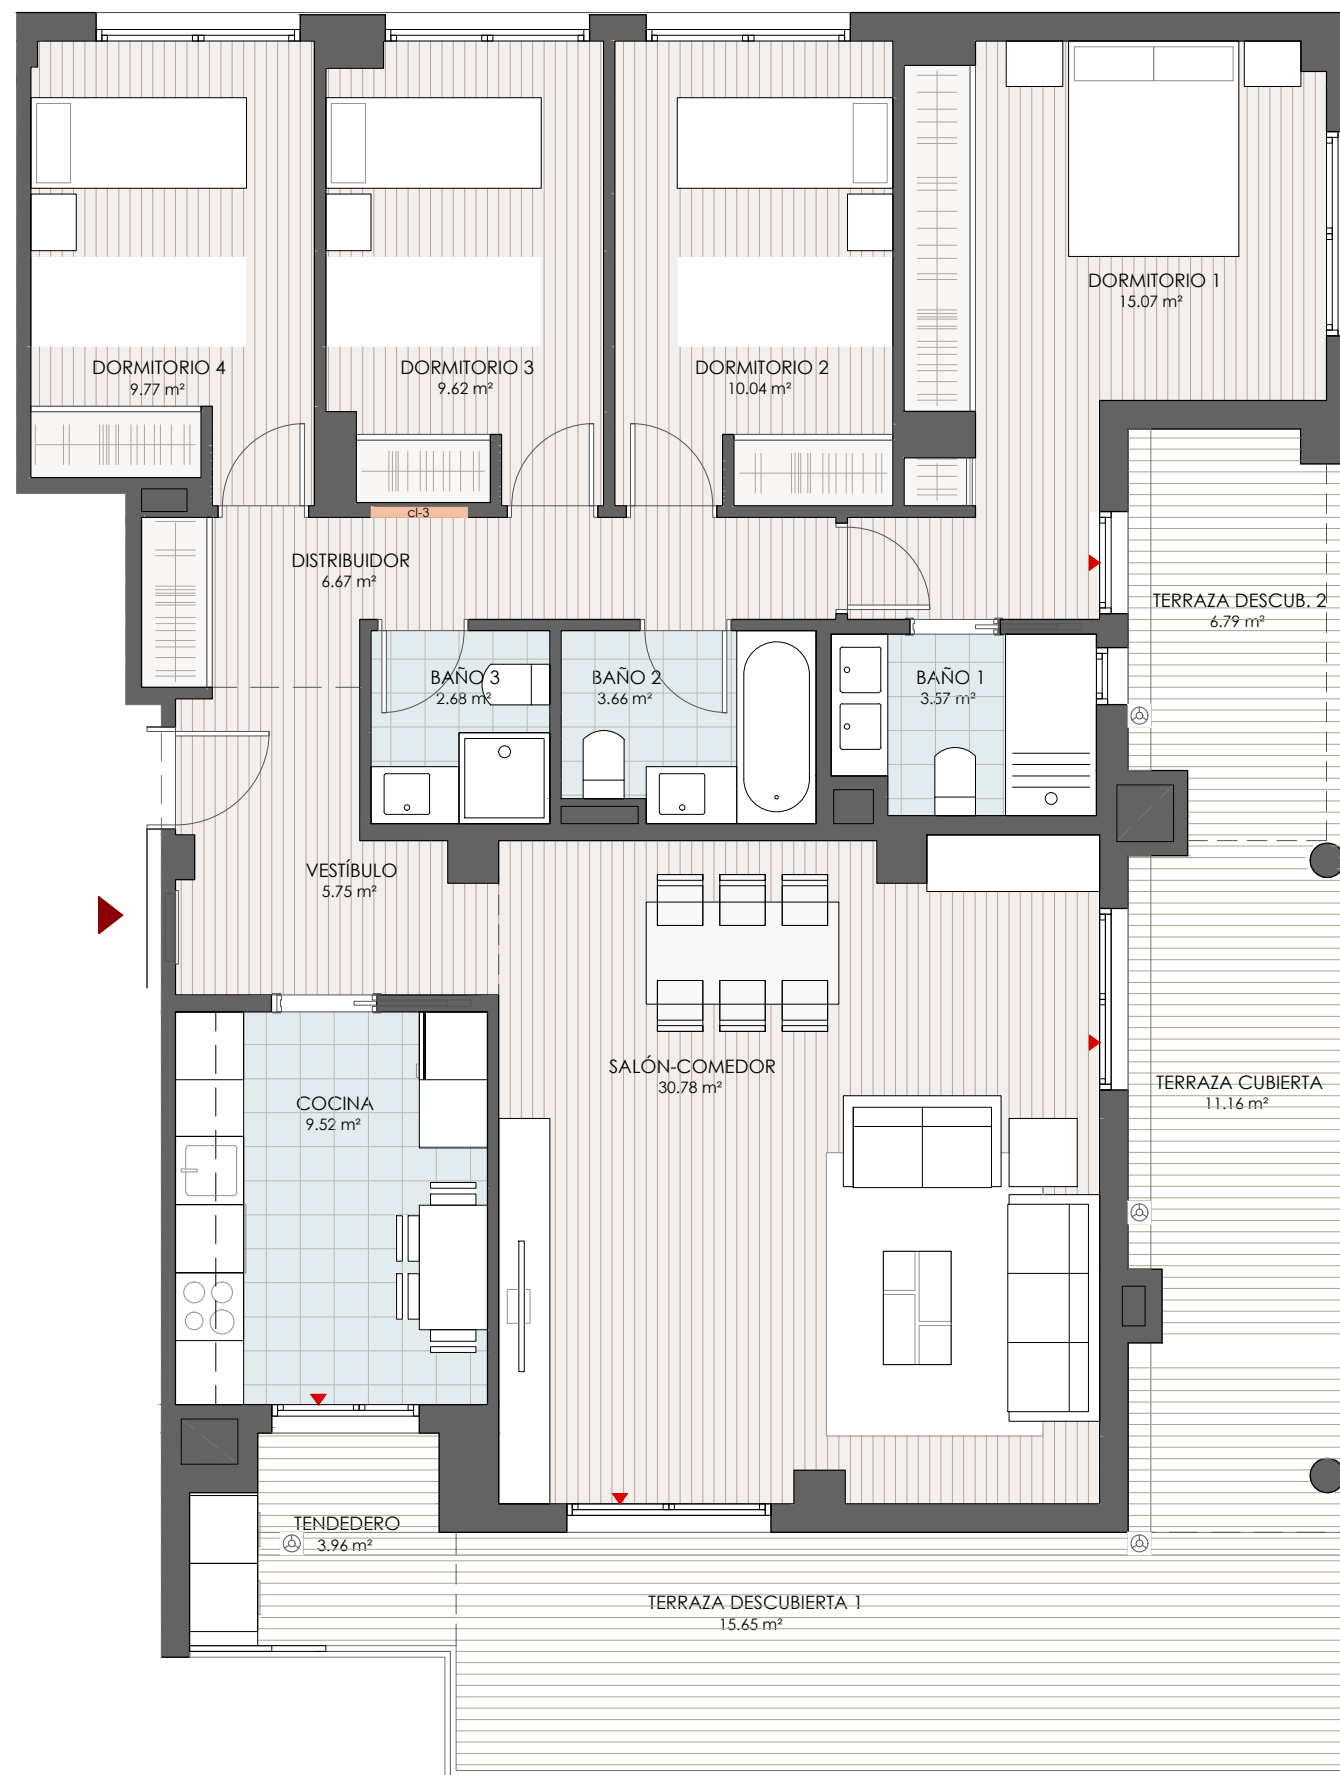 DORMITORIO 1
15.07 m²
DORMITORIO 4
9.77 m²
DORMITORIO 3
9.62 m²
DORMITORIO 2
10.04 m²
cl-3
DISTRIBUIDOR
6.67 m²
TERRAZA DESCUB. 2
6.79 m²
BAÑO 3
2.68 m²
BAÑO 2
3.66 m²
BAÑO 1
3.57 m²
VESTÍBULO
5.75 m²
SALÓN-COMEDOR
30.78 m²
COCINA
9.52 m²
TERRAZA CUBIERTA
11.16 m²
TENDEDERO
3.96 m²
TERRAZA DESCUBIERTA 1
15.65 m²